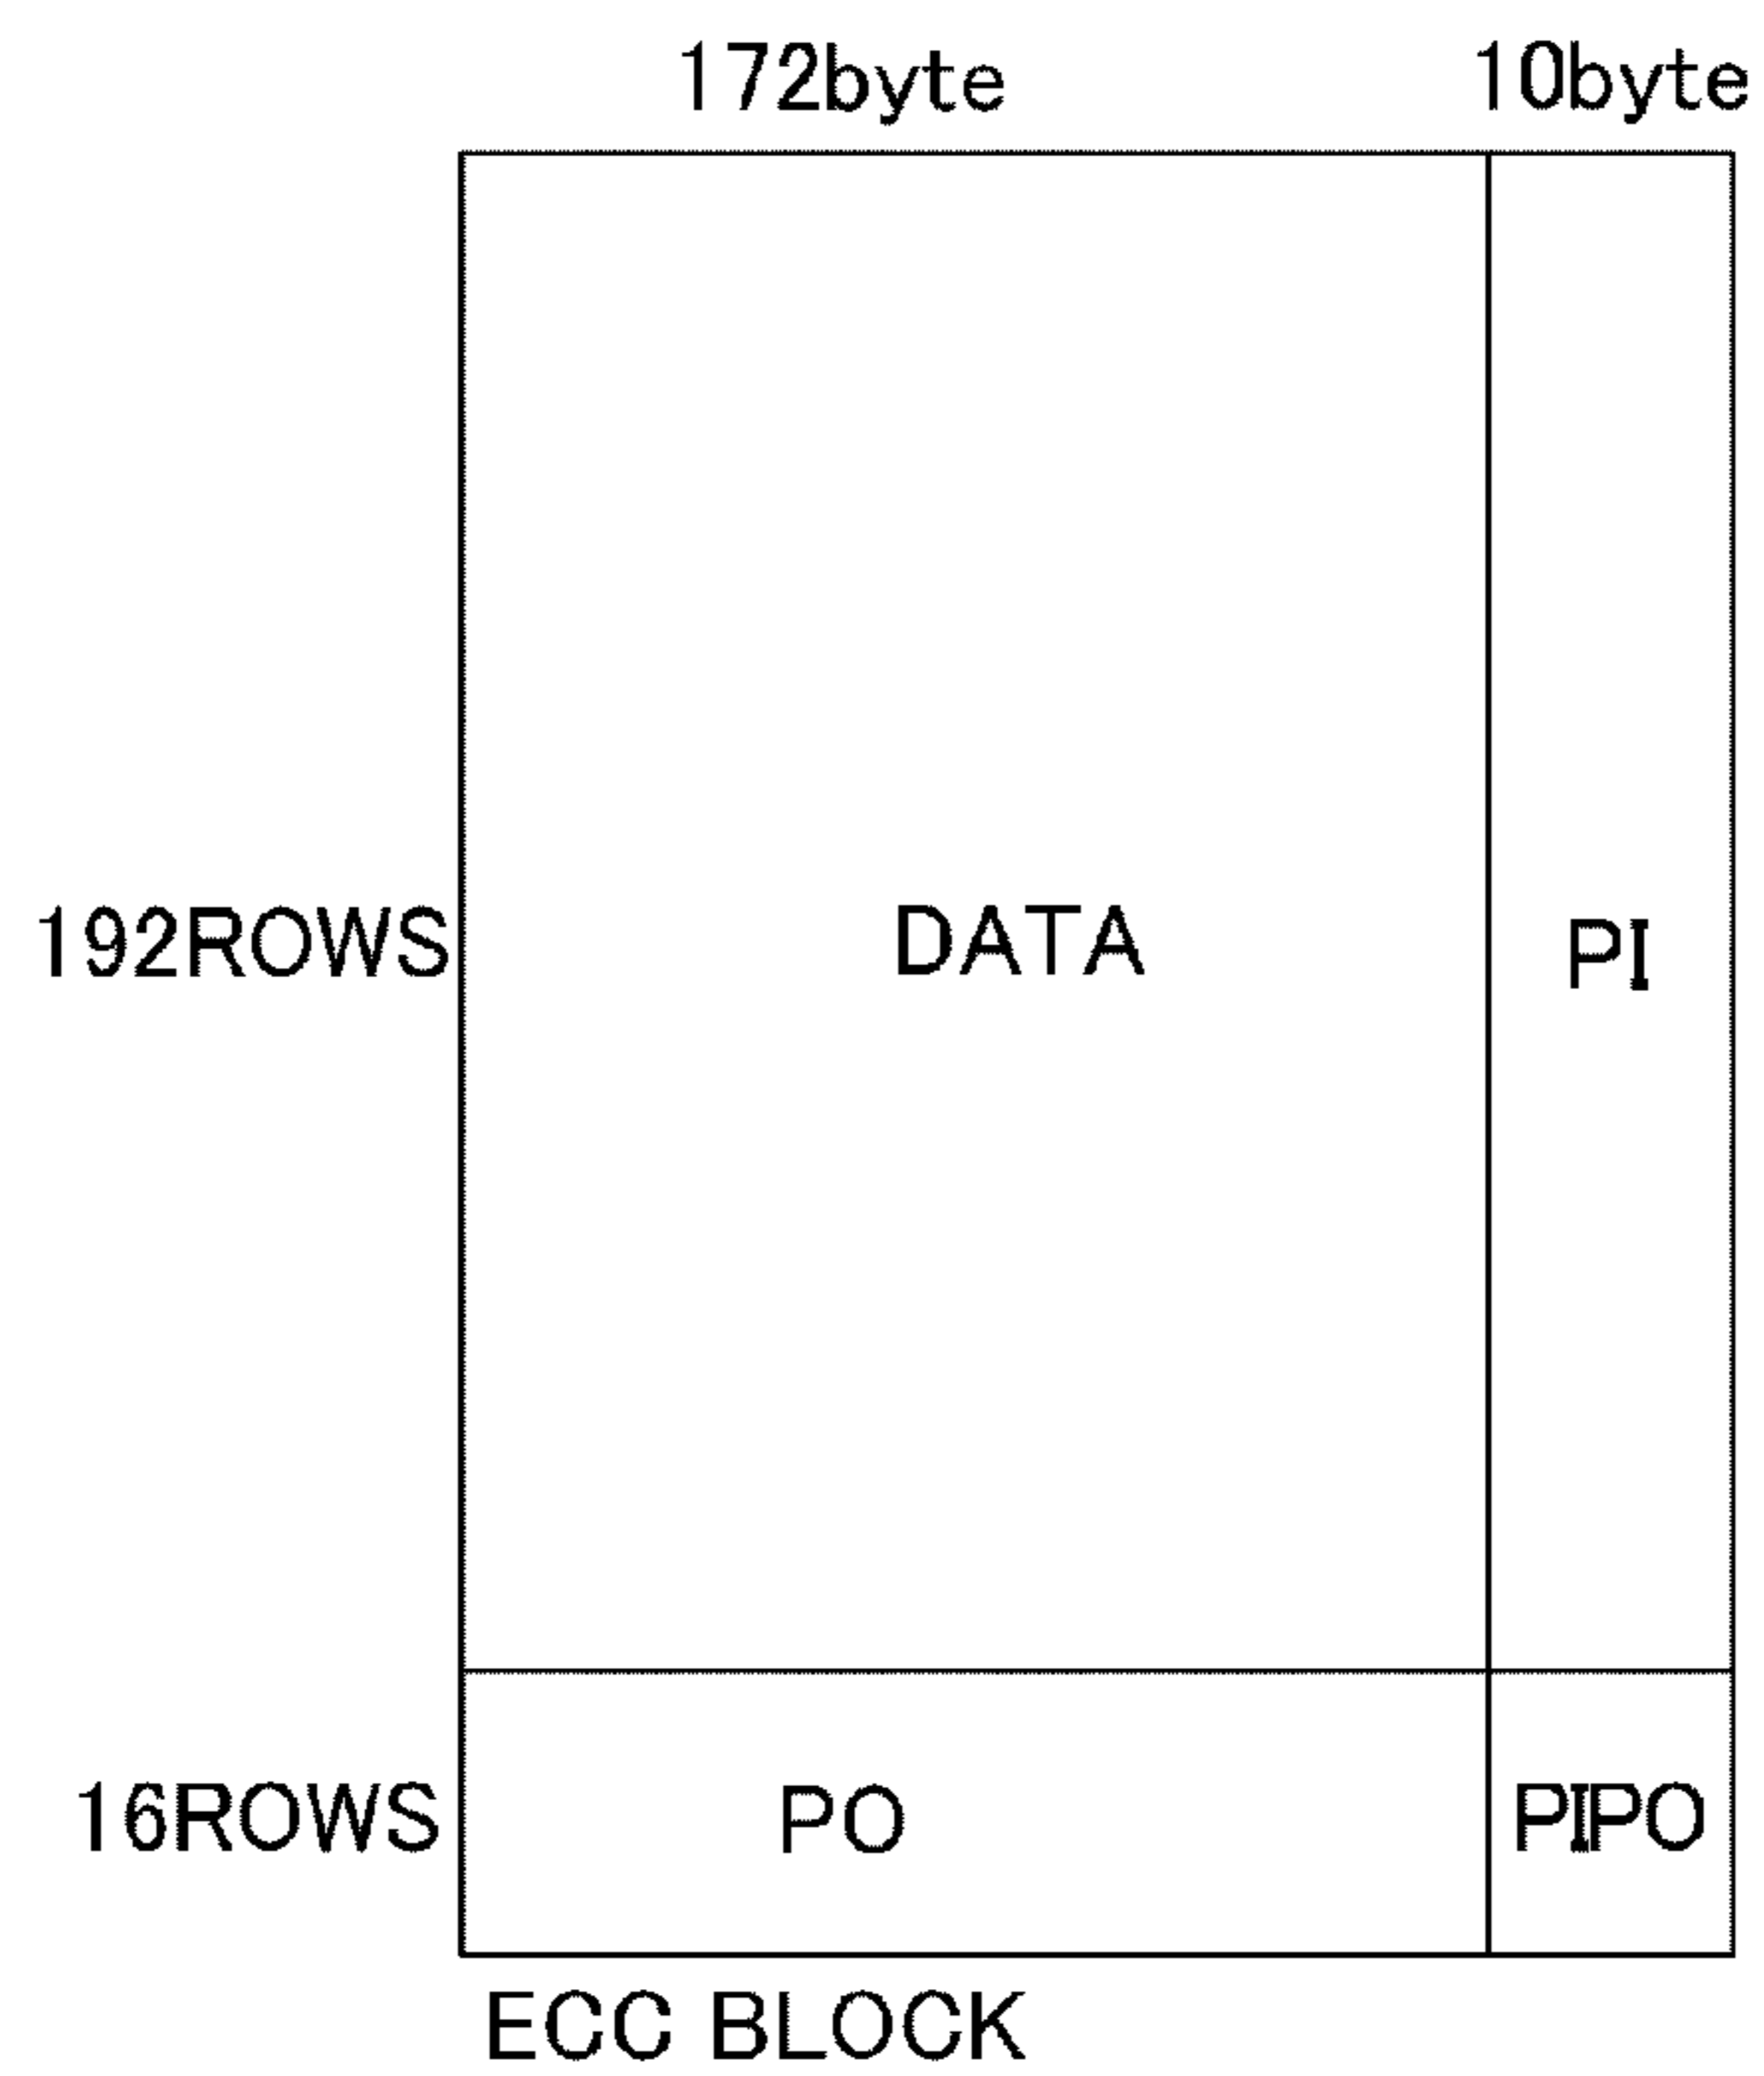 172byte 10byte
192ROWS DATA PI
16ROWS PO PIPO
ECC BLOCK